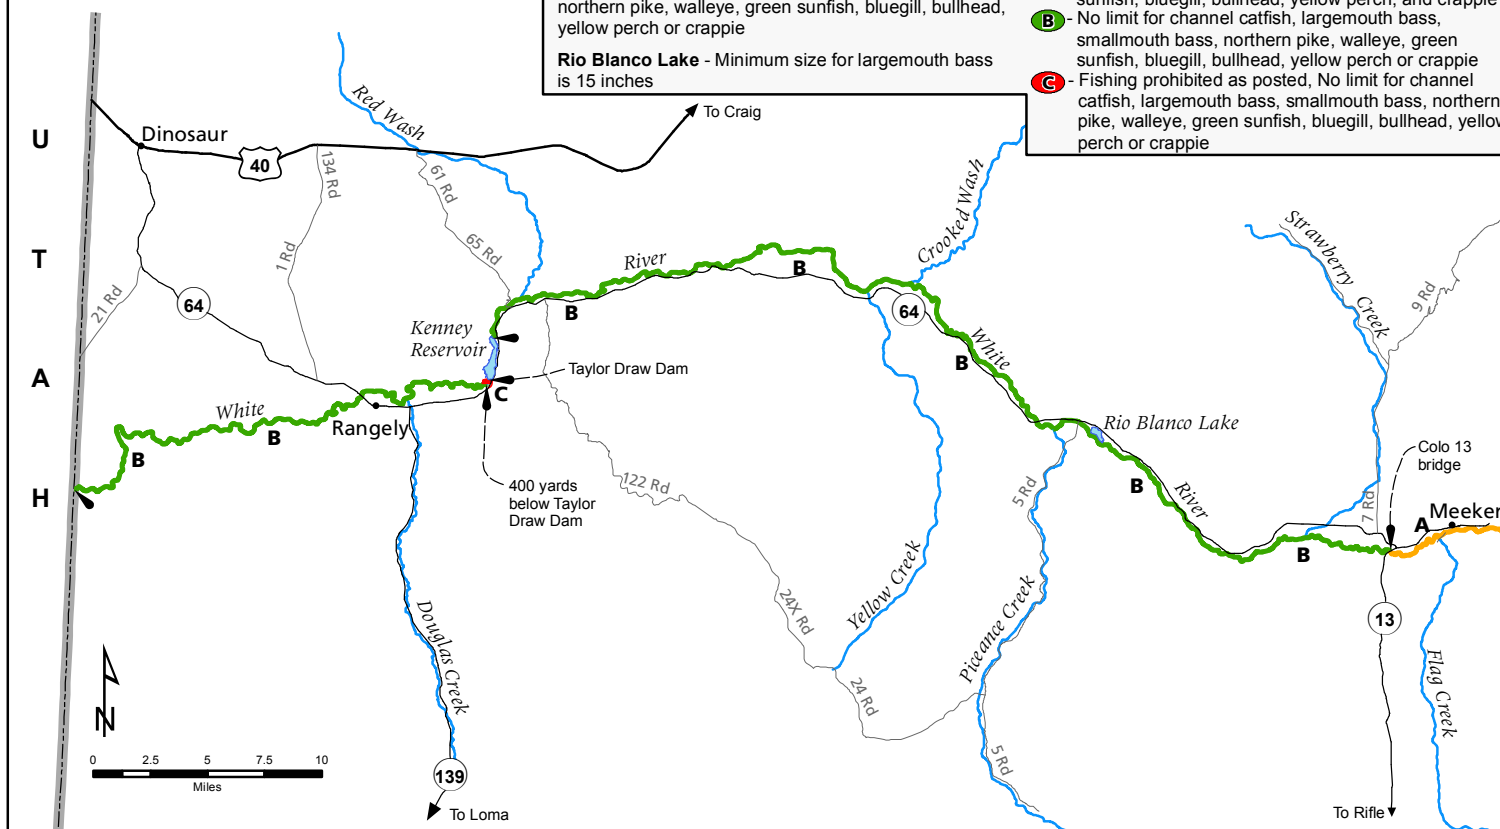 northern pike, walleye, green sunfish, bluegill, bullhead,
yellow perch or crappie
Rio Blanco Lake - Minimum size for largemouth bass
is 15 inches
sunfish, bluegill, bullhead, yellow perch, and crappie
B - No limit for channel catfish, largemouth bass,
smallmouth bass, northern pike, walleye, green
sunfish, bluegill, bullhead, yellow perch or crappie
C - Fishing prohibited as posted, No limit for channel
catfish, largemouth bass, smallmouth bass, northern
pike, walleye, green sunfish, bluegill, bullhead, yellow
perch or crappie
U
T
A
H
Dinosaur
40
Red Wash
To Craig
134 Rd
61 Rd
65 Rd
1 Rd
21 Rd
64
River
B
B
Crooked Wash
64
White
B
Strawberry
Creek
9 Rd
Kenney
Reservoir
Taylor Draw Dam
C
White
B
B
Rangely
400 yards
below Taylor
Draw Dam
122 Rd
Rio Blanco Lake
5 Rd
B
River
Colo 13
bridge
7 Rd
A
Meeker
B
13
24X Rd
Yellow Creek
Piceance Creek
24 Rd
5 Rd
Douglas Creek
Flag Creek
N
0 2.5 5 7.5 10
Miles
139
To Loma
To Rifle